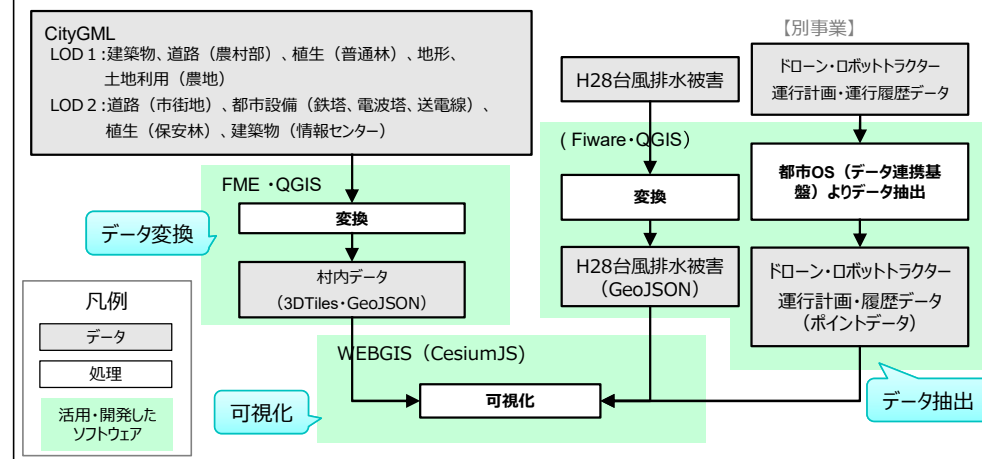 CityGML
LOD 1:建築物、道路（農村部）、植生（普通林）、地形、
土地利用（農地）
LOD 2:道路（市街地）、都市設備（鉄塔、電波塔、送電線）、
植生（保安林）、建築物（情報センター）
FME ・QGIS
変換
データ変換
村内データ
（3DTiles・GeoJSON）
H28台風排水被害
( Fiware・QGIS）
変換
H28台風排水被害
（GeoJSON）
【別事業】
ドローン・ロボットトラクター
運行計画・運行履歴データ
都市OS（データ連携基
盤）よりデータ抽出
ドローン・ロボットトラクター
運行計画・履歴データ
（ポイントデータ）
データ抽出
WEBGIS（CesiumJS)
可視化
可視化
凡例
データ
処理
活用・開発した
ソフトウェア